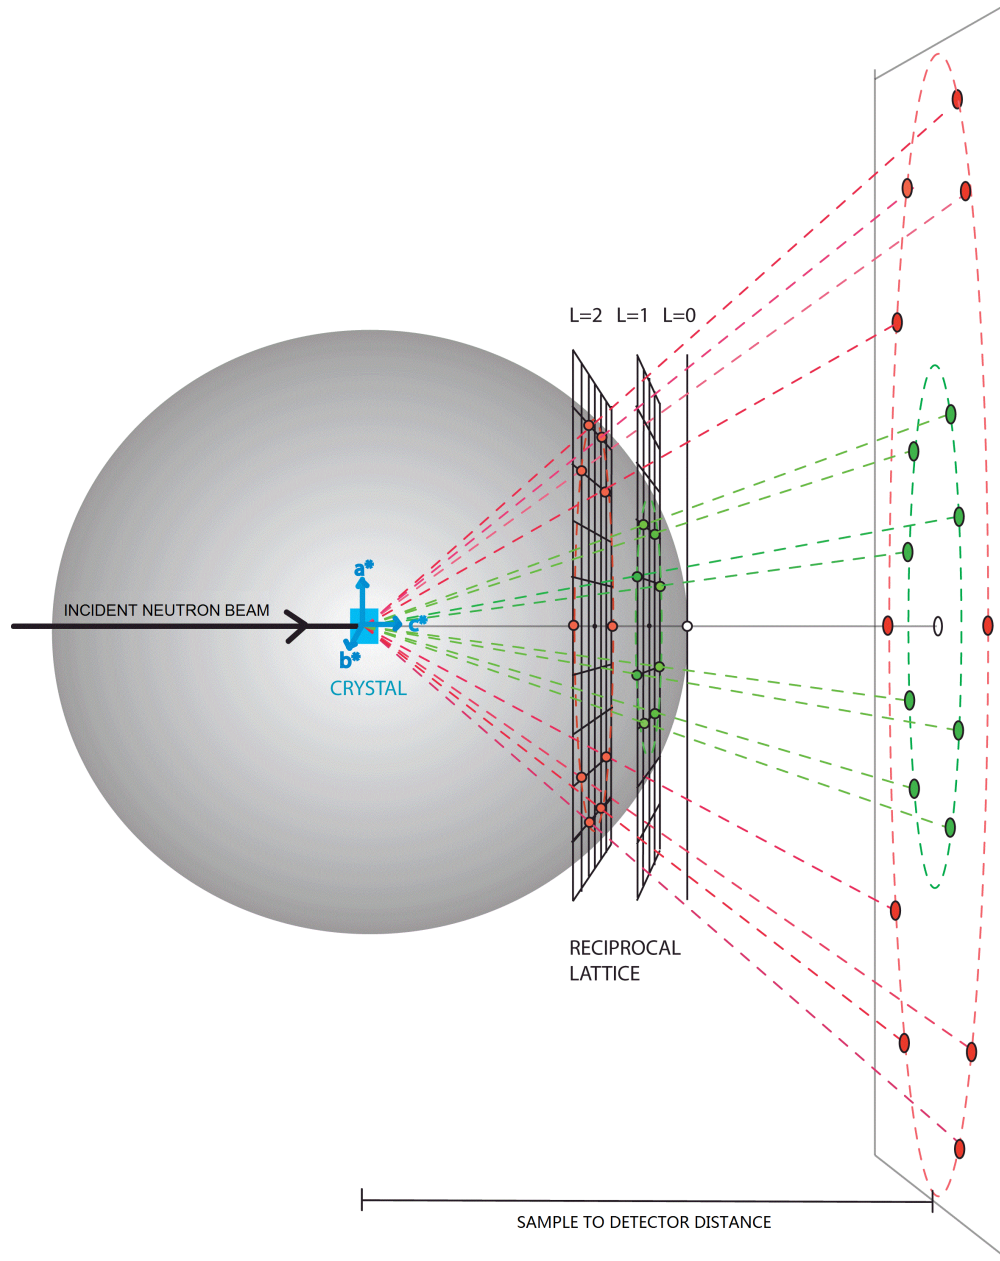 L=2 L=1 L=0
a*
INCIDENT NEUTRON BEAM
c*
b*
CRYSTAL
RECIPROCAL
LATTICE
SAMPLE TO DETECTOR DISTANCE